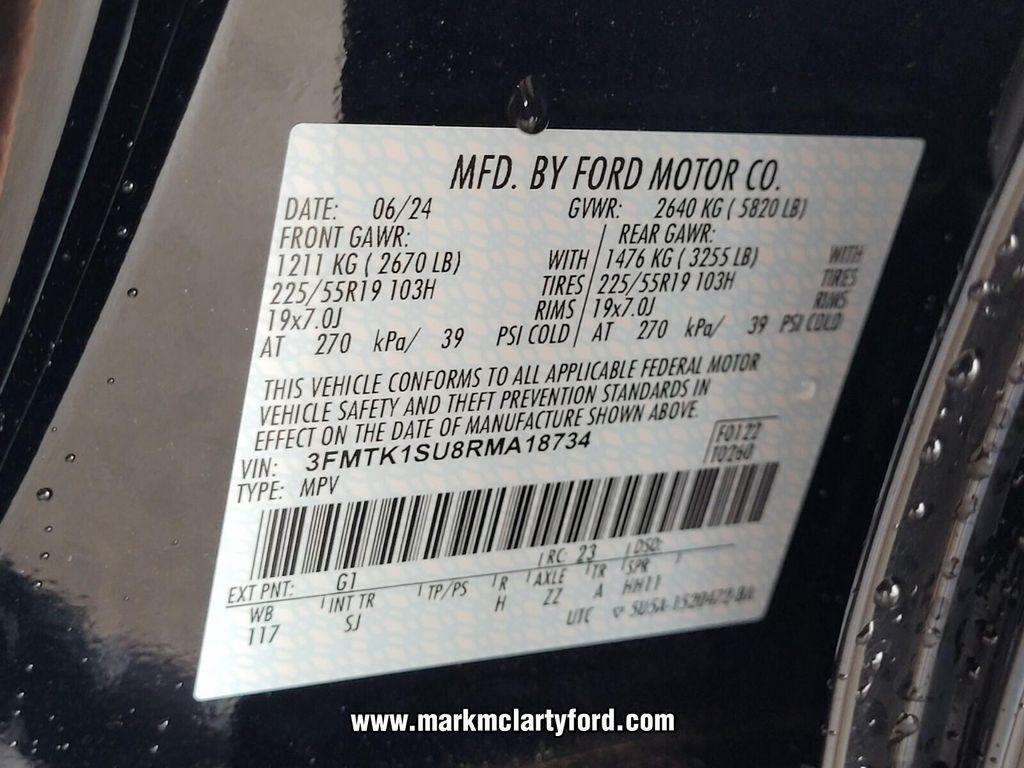 MFD. BY FORD MOTOR CO.
DATE: 06/24 GVWR: 2640 KG ( 5820 LB)
FRONT GAWR: REAR GAWR:
1211 KG ( 2670 LB) WITH 1476 KG ( 3255 LB) WITH
225/55R19 103H TIRES 225/55R19 103H TIRES
19x7.0J RIMS 19x7.0J RIMS
AT 270 kPa/ 39 PSI COLD AT 270 kPa/ 39 PSI COLD
THIS VEHICLE CONFORMS TO ALL APPLICABLE FEDERAL MOTOR
VEHICLE SAFETY AND THEFT PREVENTION STANDARDS IN
EFFECT ON THE DATE OF MANUFACTURE SHOWN ABOVE.
VIN: 3FMTK1SU8RMA18734
F0122
T0260
TYPE: MPV
EXT PNT: G1 RC: 23 DSO:
WB INT TR TP/PS R AXLE TR SPR
117 SJ H ZZ A HH11
UTC
www.markmclartyford.com